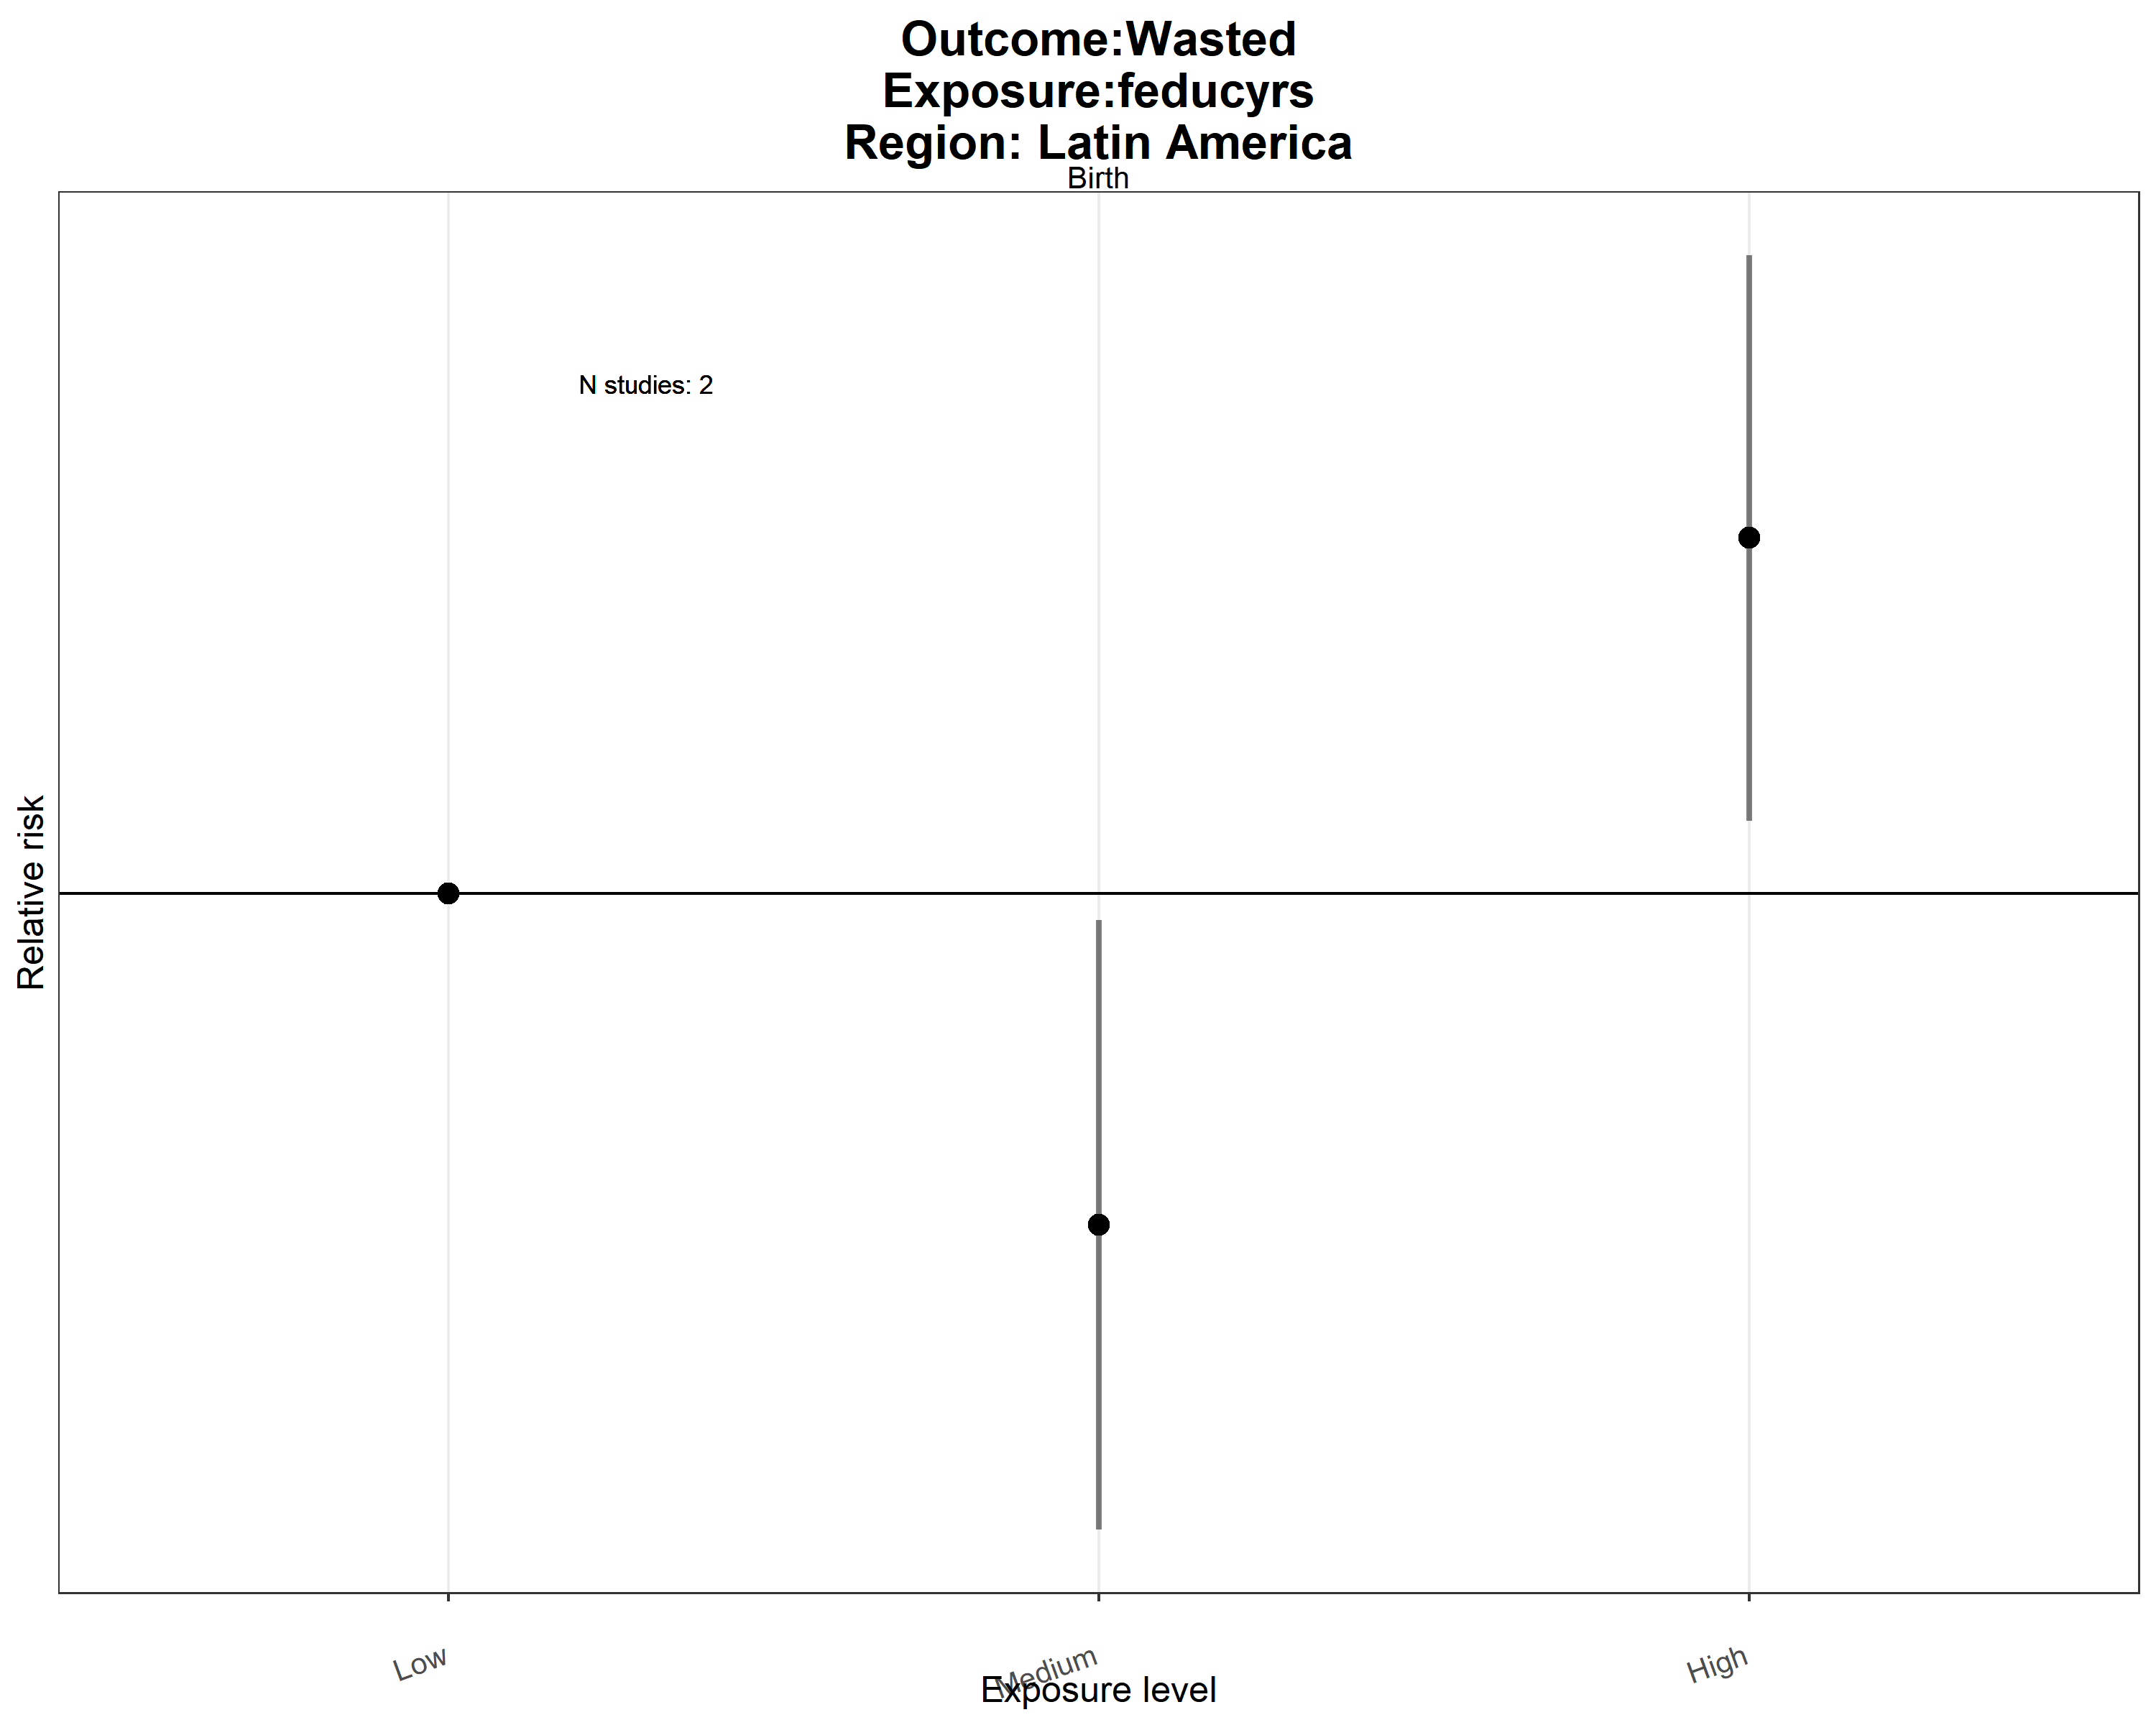 Outcome:Wasted
Exposure:feducyrs
Region: Latin America
Birth
N studies: 2
Relative risk
Low
Medium
High
Exposure level